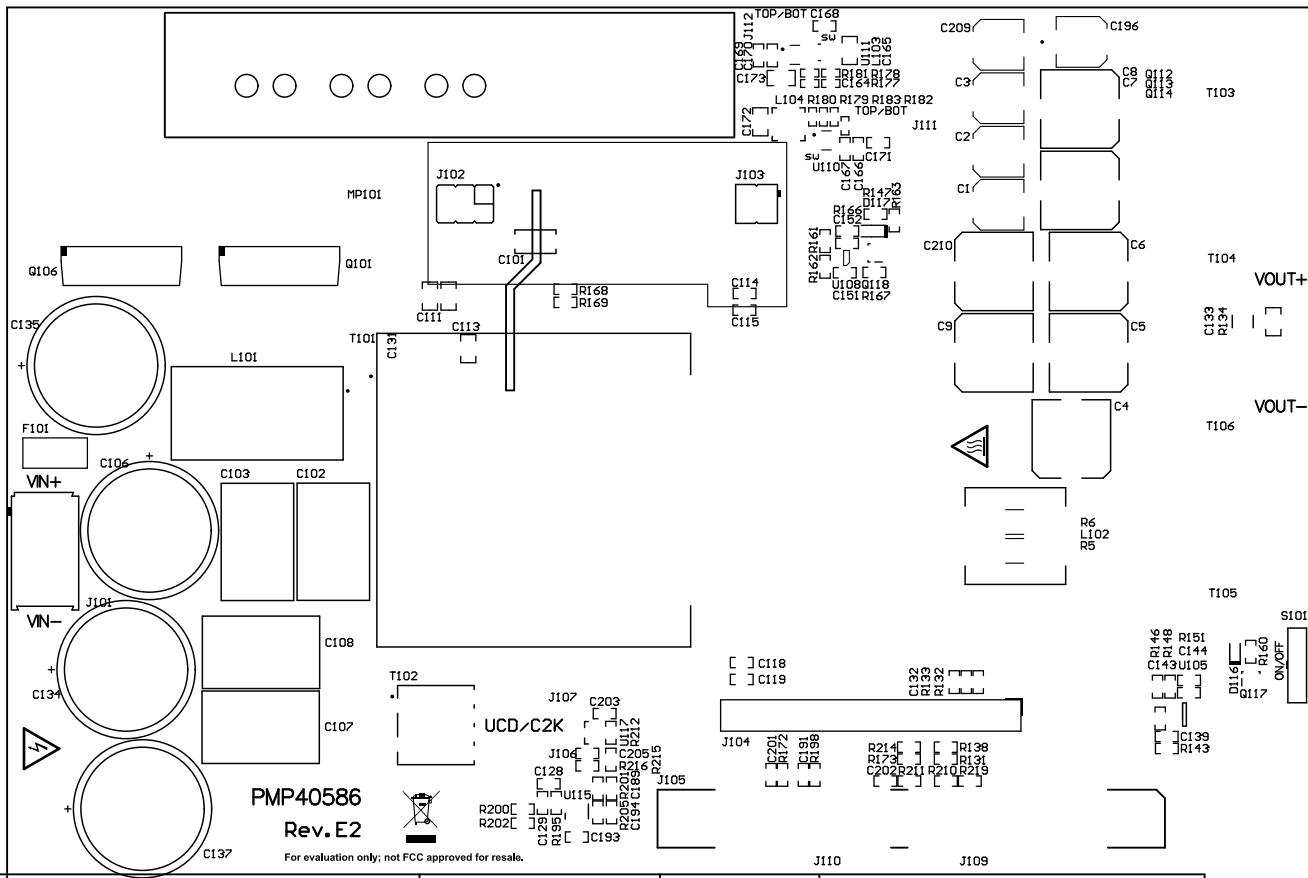 TOP/BOT C168
J112
SW
C169
C170
U111
L103
C165
C173
R181 R178
C164 R177
C209
C196
C3
C8 Q112
C7 Q113
Q114
T103
L104 R180 R179 R183 R182
TOP/BOT
C172
J111
SW
U110
C171
C167
C166
C2
MP101
J102
J103
R147
D117
R163
C1
R166
C152
R161
R162
U108 Q118
C151 R167
C210
C6
T104
Q106
Q101
C101
C111
R168
R169
C114
C115
VOUT+
C135
T101
C131
C113
C9
C5
C133
R134
L101
VOUT-
F101
C4
T106
C106
VIN+
C103
C102
R6
L102
R5
J101
VIN-
T105
S101
C108
C134
R146
R148
R151
C144
C143 U105
D116
R160
ON/OFF
Q117
C118
C119
C132
R133
R132
T102
J107
C203
UCD/C2K
U117
R212
C107
J104
C139
R143
J106
C205
R216
R215
C201
R172
C191
R198
R214
R173
R138
R131
C202 R211 R210 R219
J105
C128
R201
C189
PMP40586
U115
R200
R202
C129
R195
R205
C194
Rev.E2
C193
C137
For evaluation only; not FCC approved for resale.
J110
J109